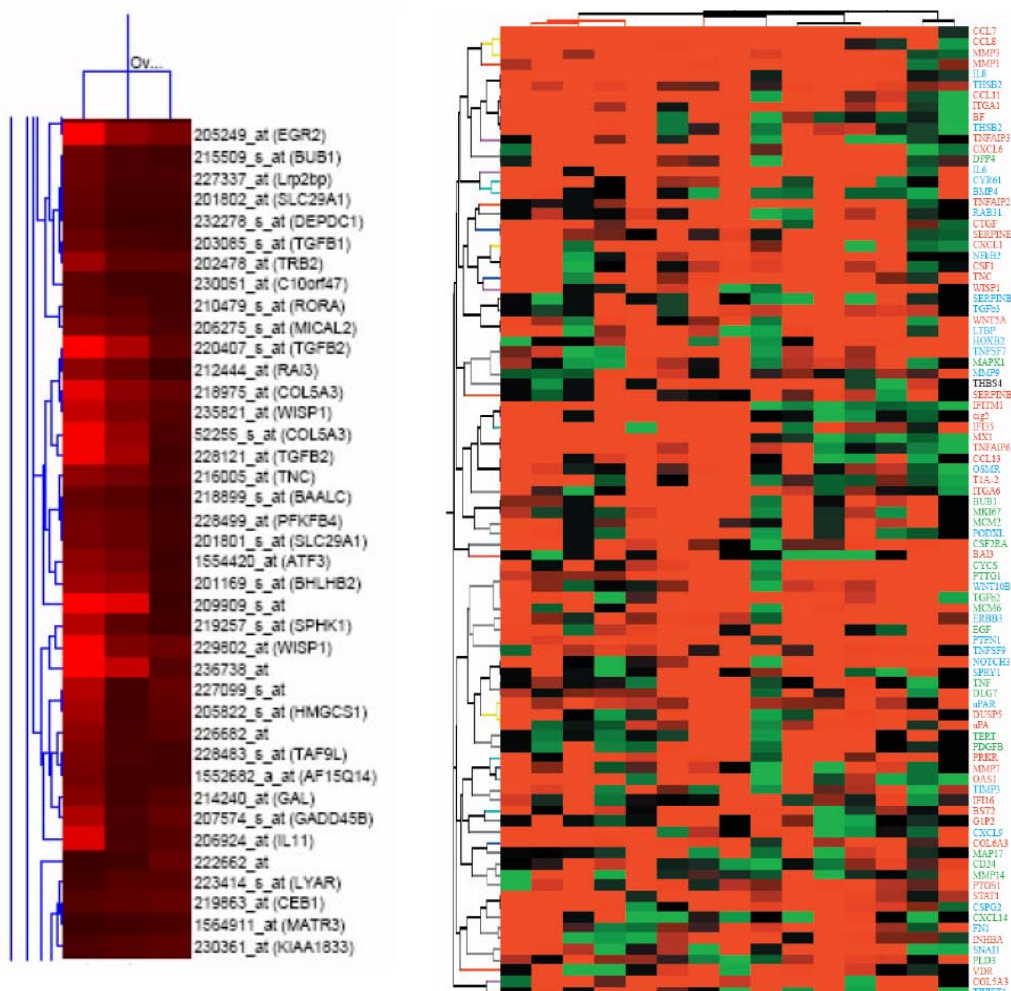 Ov...
205249_at (EGR2)
215509_s_at (BUB1)
227337_at (Lrp2bp)
201802_at (SLC29A1)
232278_s_at (DEPDC1)
203085_s_at (TGFB1)
202478_at (TRB2)
230051_at (C10orf47)
210479_s_at (RORA)
206275_s_at (MICAL2)
220407_s_at (TGFB2)
212444_at (RAI3)
218975_at (COL5A3)
235821_at (WISP1)
52255_s_at (COL5A3)
228121_at (TGFB2)
216005_at (TNC)
218899_s_at (BAALC)
228499_at (PFKFB4)
201801_s_at (SLC29A1)
1554420_at (ATF3)
201169_s_at (BHLHB2)
209909_s_at
219257_s_at (SPHK1)
229802_at (WISP1)
236738_at
227099_s_at
205822_s_at (HMGCS1)
226682_at
228483_s_at (TAF9L)
1552682_a_at (AF15Q14)
214240_at (GAL)
207574_s_at (GADD45B)
206924_at (IL11)
222662_at
223414_s_at (LYAR)
219863_at (CEB1)
1564911_at (MATR3)
230361_at (KIAA1833)
CCL7
CCL8
MMP3
MMP1
IL8
THSB2
CCL11
ITGA1
BF
THSB2
TNFAIP3
CXCL6
DPP4
IL6
CYR61
BMP4
TNFAIP2
RAB31
CTGF
SERPINE
CXCL1
NFkB2
CSF1
TNC
WISP1
SERPINB
TGFb3
WNT5A
LTBP
HOXB2
TNFSF7
MAPK1
MMP9
THBS4
SERPINB
IFITM1
cig5
IFI35
MX1
TNFAIP6
CCL13
OSMR
T1A-2
ITGA6
BUB1
MKI67
MCM2
PODXL
CSF2RA
BAI3
CYCS
PTTG1
WNT10B
TGFb2
MCM6
ERBB3
EGF
PTPN1
TNFSF9
NOTCH3
SPRY1
TNF
DLG7
uPAR
DUSP5
uPA
TERT
PDGFB
PRKR
MMP7
OAS1
TIMP3
IFI16
BST2
G1P2
CXCL9
COL6A3
MAP17
CD24
MMP14
PTGS1
STAT1
CSPG2
CXCL14
FN1
INHBA
SNAI1
PLD3
VDR
COL5A3